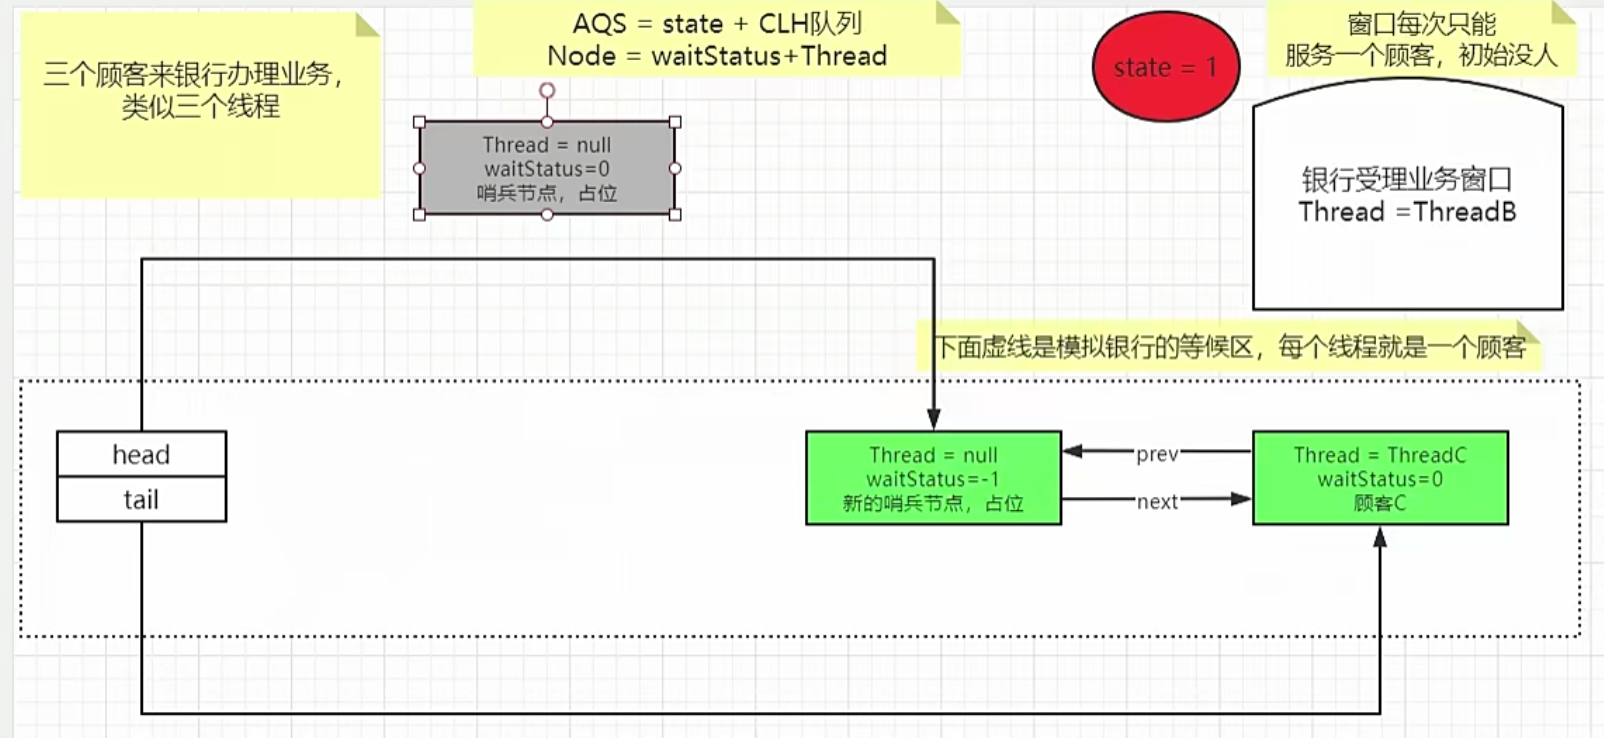 三个顾客来银行办理业务,
类似三个线程
AQS = state + CLH队列
Node = waitStatus+Thread
Thread = null
waitStatus=0
哨兵节点，占位
state = 1
窗口每次只能
服务一个顾客，初始没人
银行受理业务窗口
Thread =ThreadB
下面虚线是模拟银行的等候区，每个线程就是一个顾客
head
tail
Thread = null
waitStatus=-1
新的哨兵节点，占位
prev
next
Thread = ThreadC
waitStatus=0
顾客C